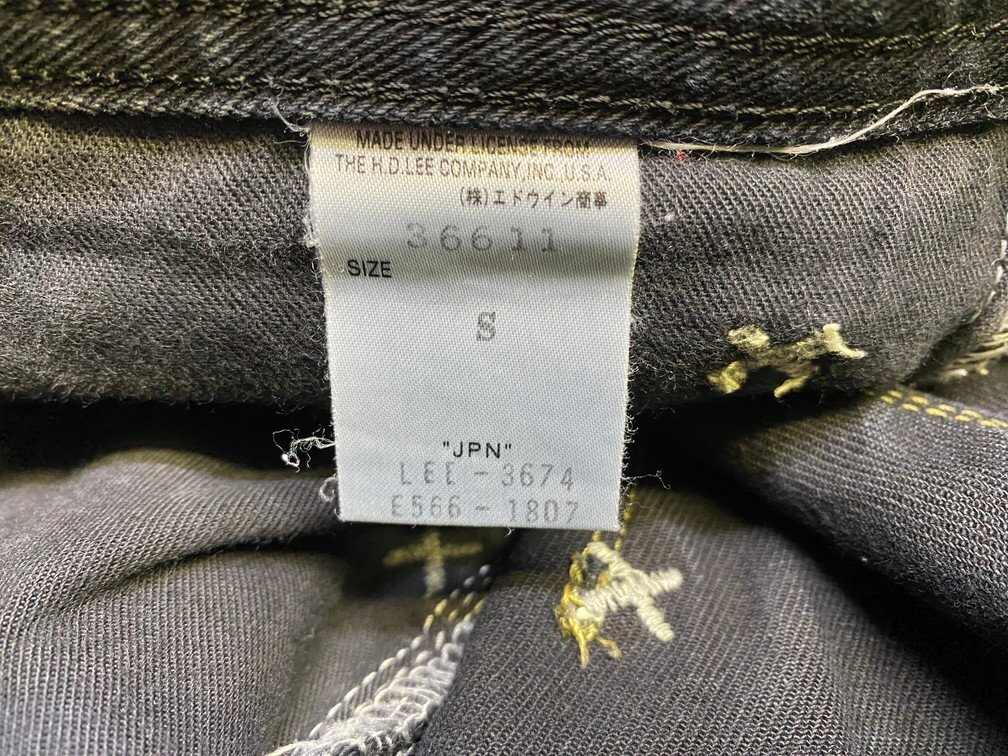 MADE UNDER LICENSE FROM
THE H.D.LEE COMPANY,INC. U.S.A.
(株)エドウイン商事
36611
SIZE
S
"JPN"
LEE-3674
E566-1807